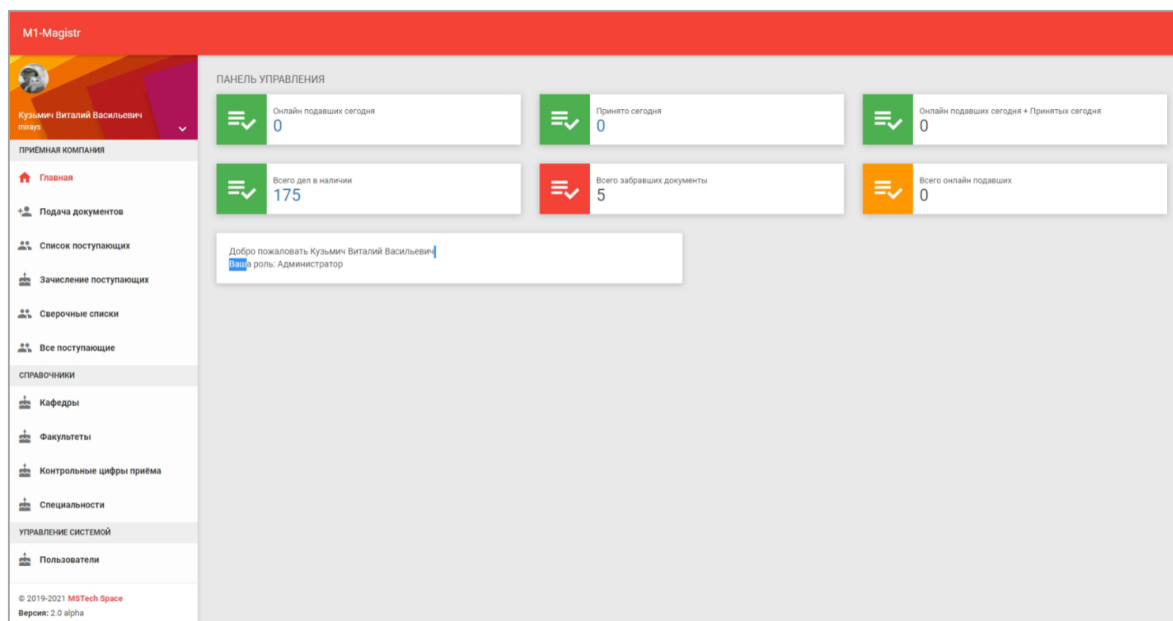 M1-Magistr
Кузьмич Виталий Васильевич
mirays
ПРИЁМНАЯ КОМПАНИЯ
Главная
Подача документов
Список поступающих
Зачисление поступающих
Сверочные списки
Все поступающие
СПРАВОЧНИКИ
Кафедры
Факультеты
Контрольные цифры приёма
Специальности
УПРАВЛЕНИЕ СИСТЕМОЙ
Пользователи
© 2019-2021 MSTech Space
Версия: 2.0 alpha
ПАНЕЛЬ УПРАВЛЕНИЯ
Онлайн подавших сегодня
0
Принято сегодня
0
Онлайн подавших сегодня + Принятых сегодня
0
Всего дел в наличии
175
Всего забравших документы
5
Всего онлайн подавших
0
Добро пожаловать Кузьмич Виталий Васильевич
Ваша роль: Администратор